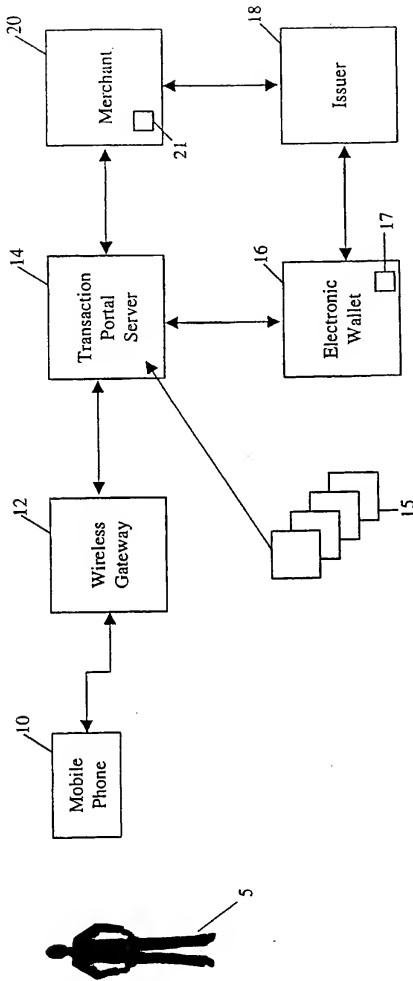 5
10
Mobile
Phone
12
Wireless
Gateway
14
Transaction
Portal
Server
20
Merchant
21
15
16
Electronic
Wallet
17
18
Issuer